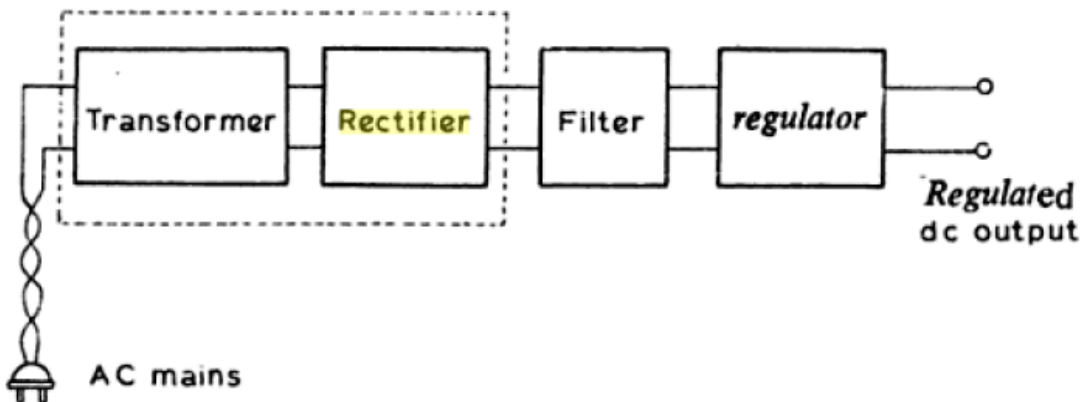 Transformer
Rectifier
Filter
regulator
Regulated
dc output
AC mains